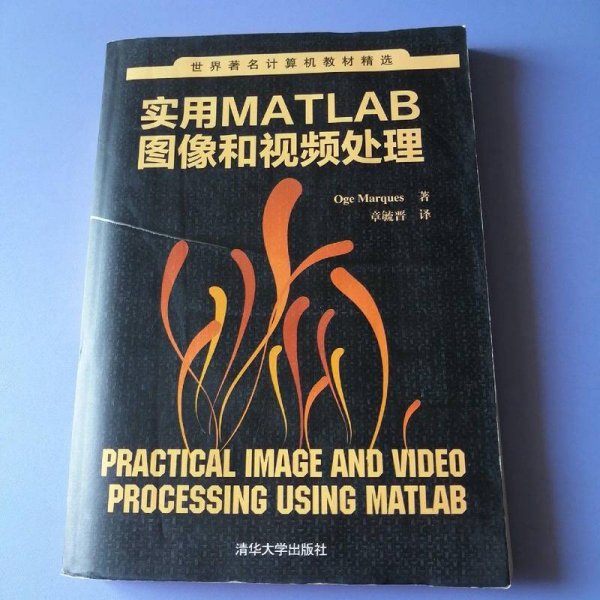 世界著名计算机教材精选
实用MATLAB
图像和视频处理
Oge Marques 著
章毓晋 译
PRACTICAL IMAGE AND VIDEO
PROCESSING USING MATLAB
清华大学出版社